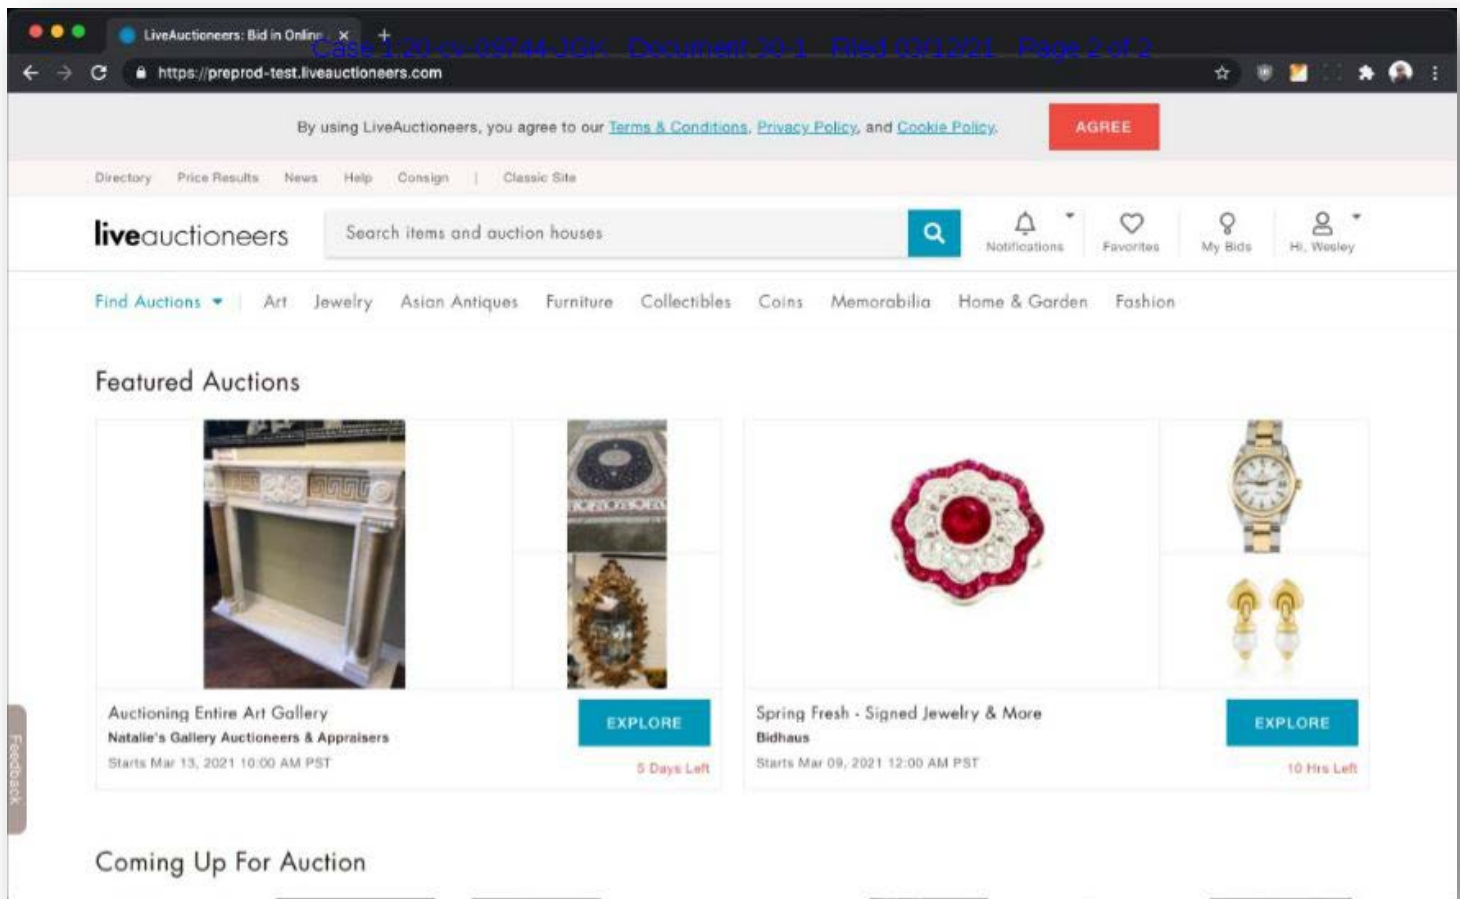 LiveAuctioneers: Bid in Online
Case 1:20-cv-09744-JGK Document 30-1 Filed 03/12/21 Page 2 of 2
https://preprod-test.liveauctioneers.com
By using LiveAuctioneers, you agree to our Terms & Conditions, Privacy Policy, and Cookie Policy. AGREE
Directory Price Results News Help Consign | Classic Site
liveauctioneers Search items and auction houses Notifications Favorites My Bids Hi, Wesley
Find Auctions Art Jewelry Asian Antiques Furniture Collectibles Coins Memorabilia Home & Garden Fashion
Featured Auctions
Auctioning Entire Art Gallery
Natalie's Gallery Auctioneers & Appraisers
Starts Mar 13, 2021 10:00 AM PST
EXPLORE
5 Days Left
Spring Fresh - Signed Jewelry & More
Bidhaus
Starts Mar 09, 2021 12:00 AM PST
EXPLORE
10 Hrs Left
Feedback
Coming Up For Auction